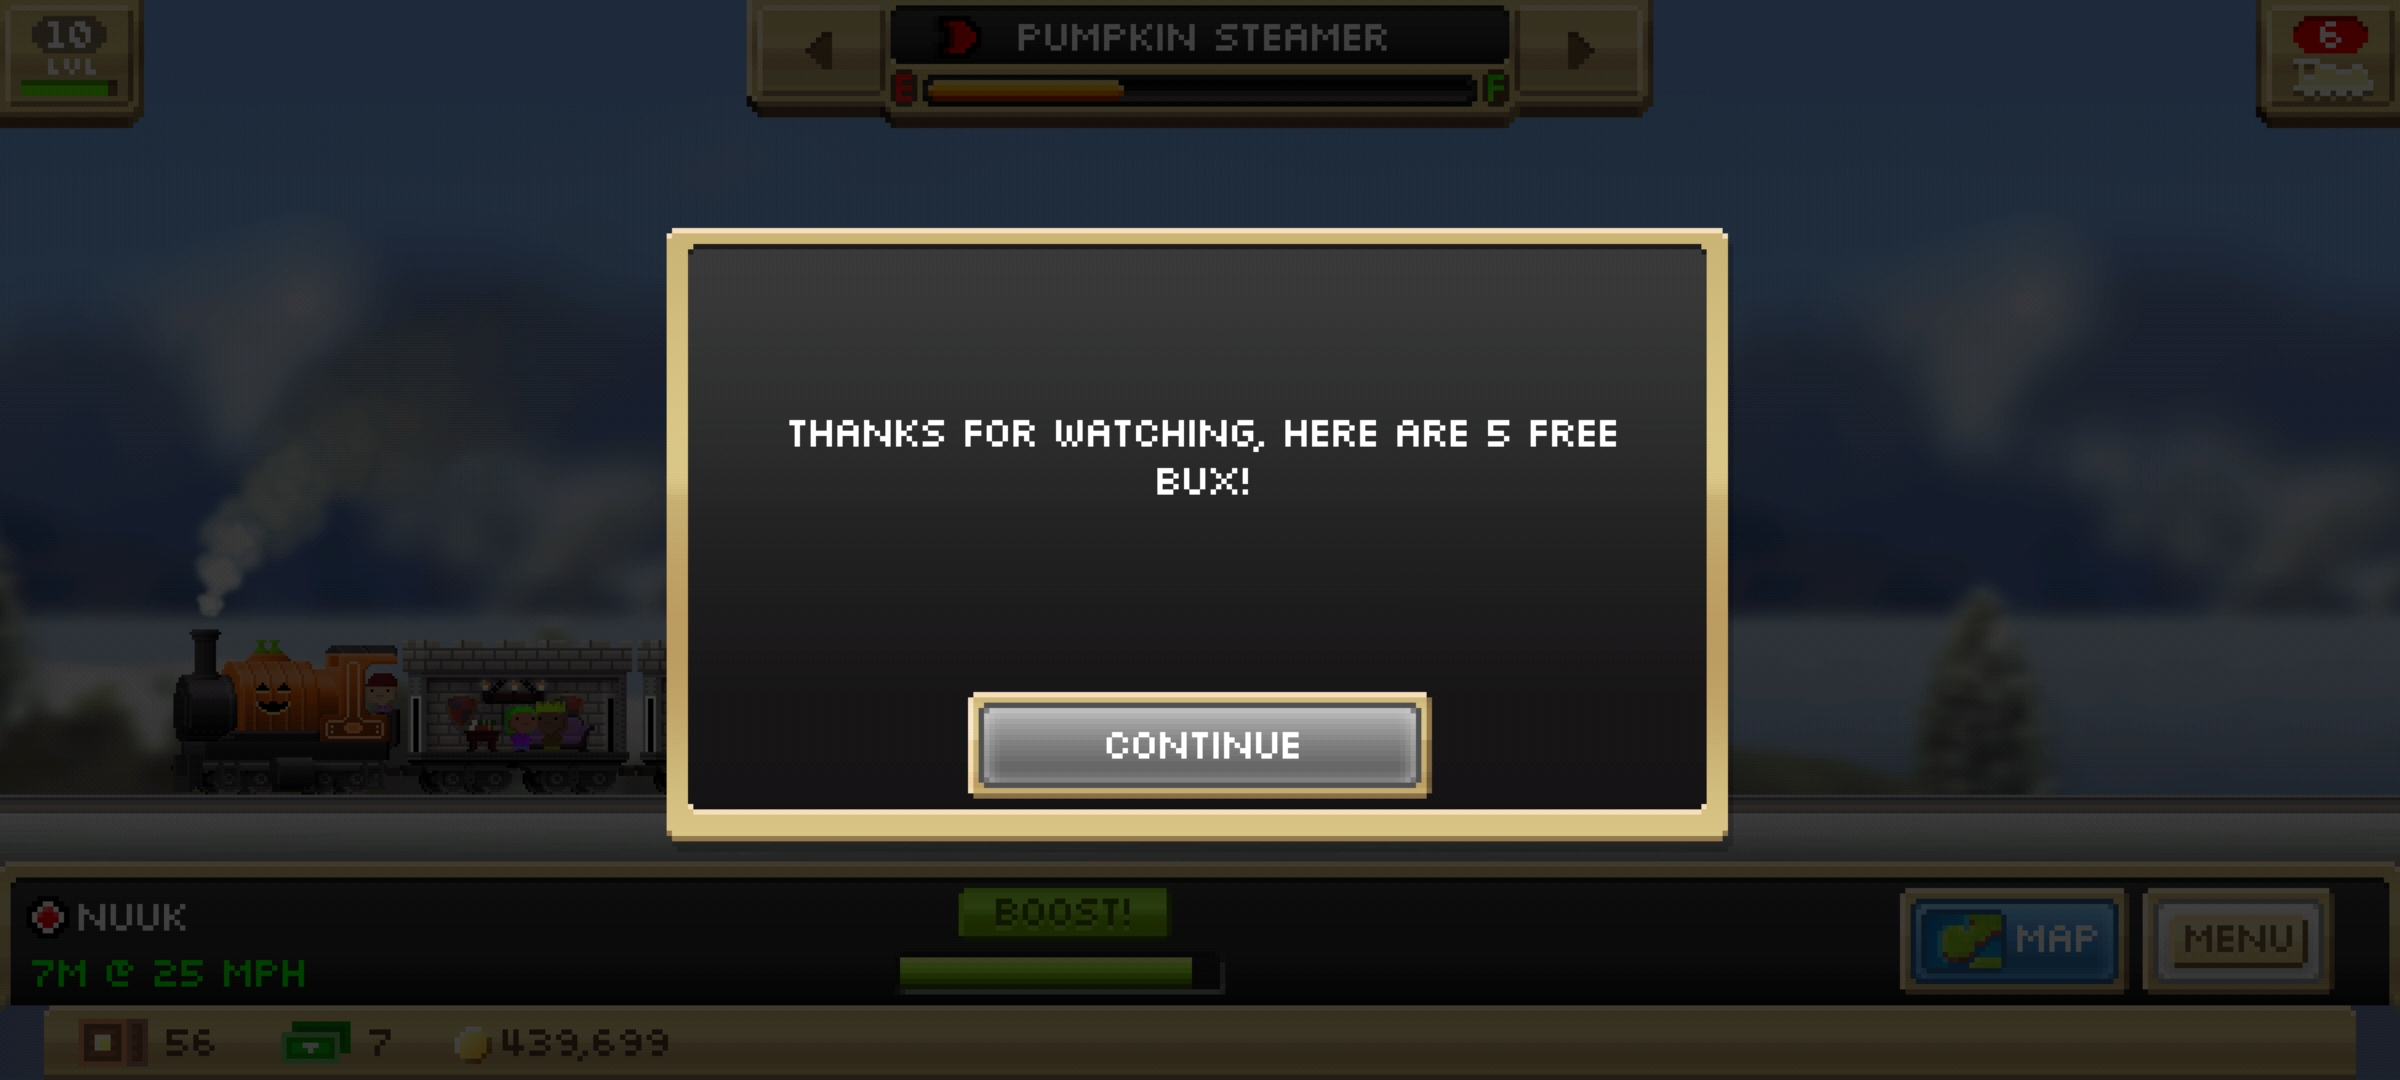 10
LVL
PUMPKIN STEAMER
E F
6
THANKS FOR WATCHING, HERE ARE 5 FREE
BUX!
CONTINUE
NUUK
7M @ 25 MPH
BOOST!
MAP
MENU
56 7 439,699